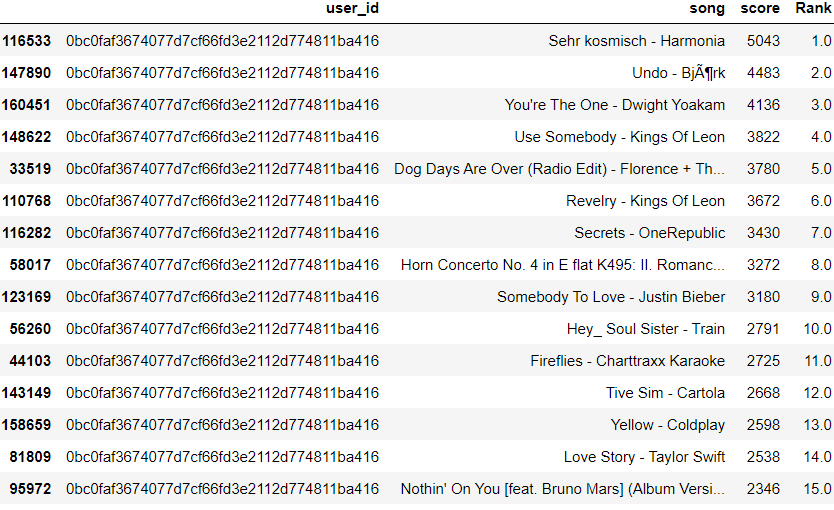 user_id song score Rank
116533 0bc0faf3674077d7cf66fd3e2112d774811ba416 Sehr kosmisch - Harmonia 5043 1.0
147890 0bc0faf3674077d7cf66fd3e2112d774811ba416 Undo - BjÃ¶rk 4483 2.0
160451 0bc0faf3674077d7cf66fd3e2112d774811ba416 You're The One - Dwight Yoakam 4136 3.0
148622 0bc0faf3674077d7cf66fd3e2112d774811ba416 Use Somebody - Kings Of Leon 3822 4.0
33519 0bc0faf3674077d7cf66fd3e2112d774811ba416 Dog Days Are Over (Radio Edit) - Florence + Th... 3780 5.0
110768 0bc0faf3674077d7cf66fd3e2112d774811ba416 Revelry - Kings Of Leon 3672 6.0
116282 0bc0faf3674077d7cf66fd3e2112d774811ba416 Secrets - OneRepublic 3430 7.0
58017 0bc0faf3674077d7cf66fd3e2112d774811ba416 Horn Concerto No. 4 in E flat K495: II. Romanc... 3272 8.0
123169 0bc0faf3674077d7cf66fd3e2112d774811ba416 Somebody To Love - Justin Bieber 3180 9.0
56260 0bc0faf3674077d7cf66fd3e2112d774811ba416 Hey_ Soul Sister - Train 2791 10.0
44103 0bc0faf3674077d7cf66fd3e2112d774811ba416 Fireflies - Charttraxx Karaoke 2725 11.0
143149 0bc0faf3674077d7cf66fd3e2112d774811ba416 Tive Sim - Cartola 2668 12.0
158659 0bc0faf3674077d7cf66fd3e2112d774811ba416 Yellow - Coldplay 2598 13.0
81809 0bc0faf3674077d7cf66fd3e2112d774811ba416 Love Story - Taylor Swift 2538 14.0
95972 0bc0faf3674077d7cf66fd3e2112d774811ba416 Nothin' On You [feat. Bruno Mars] (Album Versi... 2346 15.0